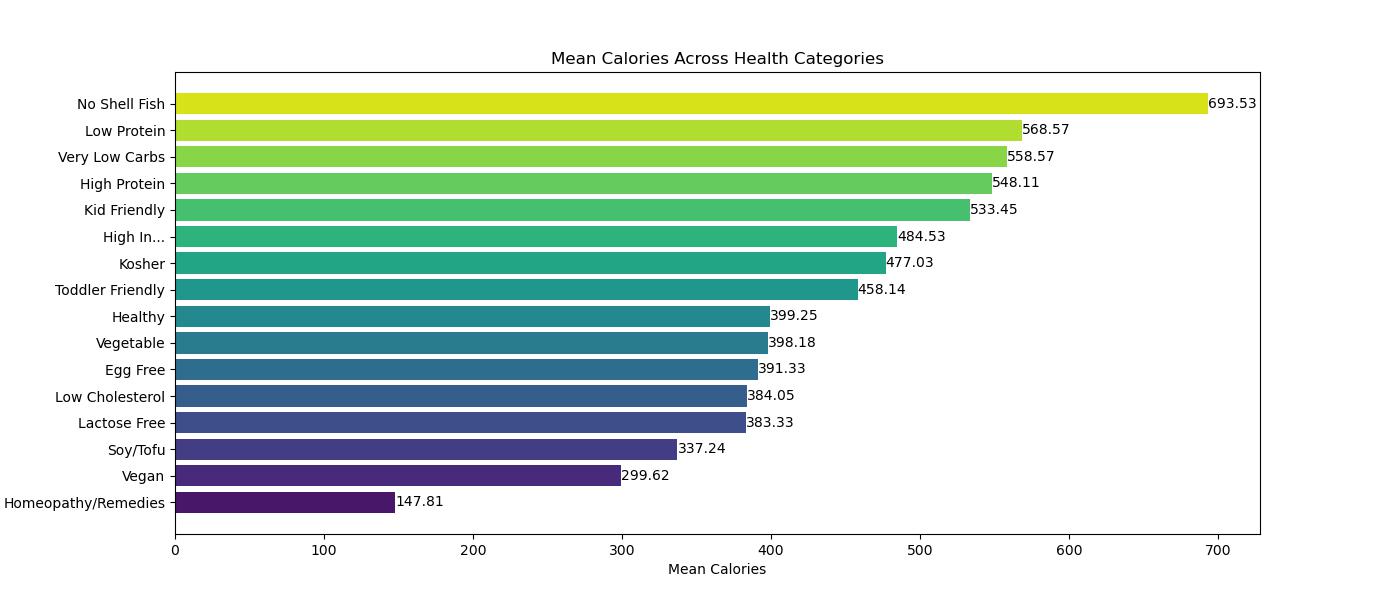 Mean Calories Across Health Categories
No Shell Fish 693.53
Low Protein 568.57
Very Low Carbs 558.57
High Protein 548.11
Kid Friendly 533.45
High In... 484.53
Kosher 477.03
Toddler Friendly 458.14
Healthy 399.25
Vegetable 398.18
Egg Free 391.33
Low Cholesterol 384.05
Lactose Free 383.33
Soy/Tofu 337.24
Vegan 299.62
Homeopathy/Remedies 147.81
0 100 200 300 400 500 600 700
Mean Calories